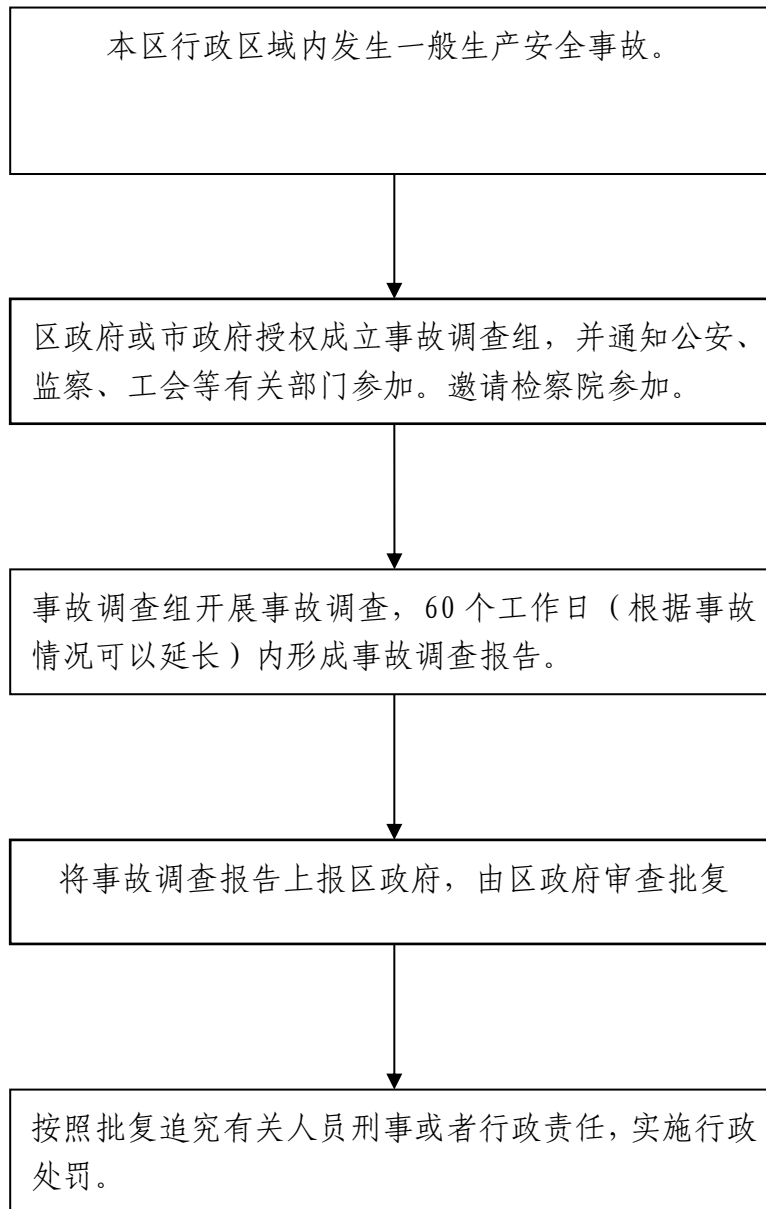 本区行政区域内发生一般生产安全事故。
区政府或市政府授权成立事故调查组，并通知公安、
监察、工会等有关部门参加。邀请检察院参加。
事故调查组开展事故调查，60个工作日（根据事故
情况可以延长）内形成事故调查报告。
将事故调查报告上报区政府，由区政府审查批复
按照批复追究有关人员刑事或者行政责任，实施行政
处罚。